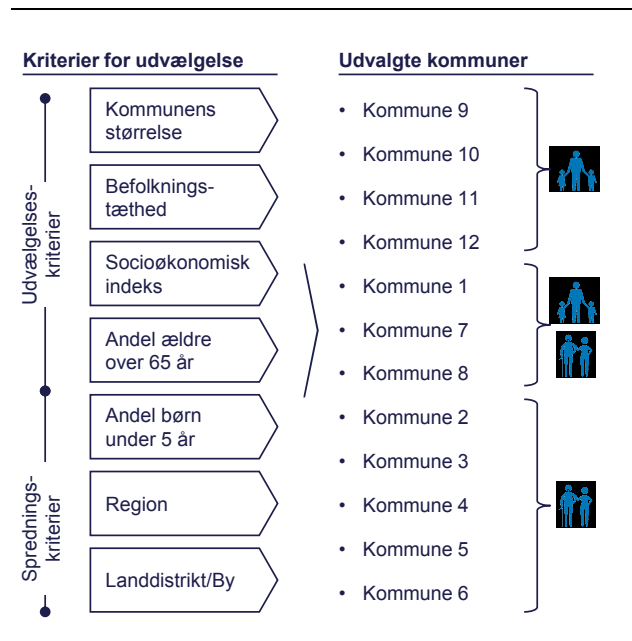 Kriterier for udvælgelse
Udvælgelses-
kriterier
Sprednings-
kriterier
Kommunens
størrelse
Befolknings-
tæthed
Socioøkonomisk
indeks
Andel ældre
over 65 år
Andel børn
under 5 år
Region
Landdistrikt/By
Udvalgte kommuner
• Kommune 9
• Kommune 10
• Kommune 11
• Kommune 12
• Kommune 1
• Kommune 7
• Kommune 8
• Kommune 2
• Kommune 3
• Kommune 4
• Kommune 5
• Kommune 6